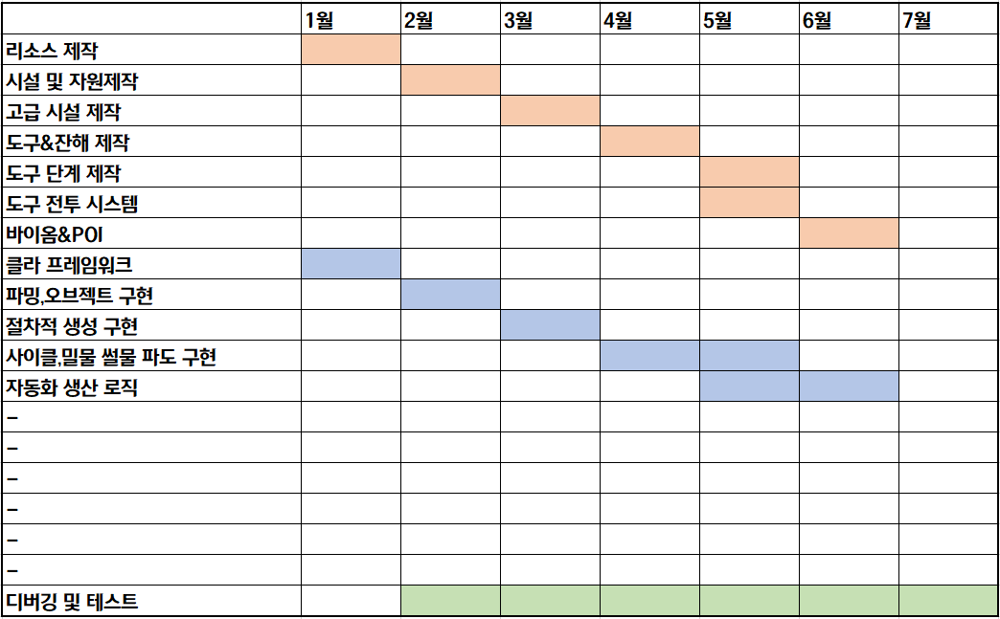 1월 2월 3월 4월 5월 6월 7월
리소스 제작
시설 및 자원제작
고급 시설 제작
도구&잔해 제작
도구 단계 제작
도구 전투 시스템
바이옴&POI
클라 프레임워크
파밍,오브젝트 구현
절차적 생성 구현
사이클,밀물 썰물 파도 구현
자동화 생산 로직
-
-
-
-
-
-
디버깅 및 테스트